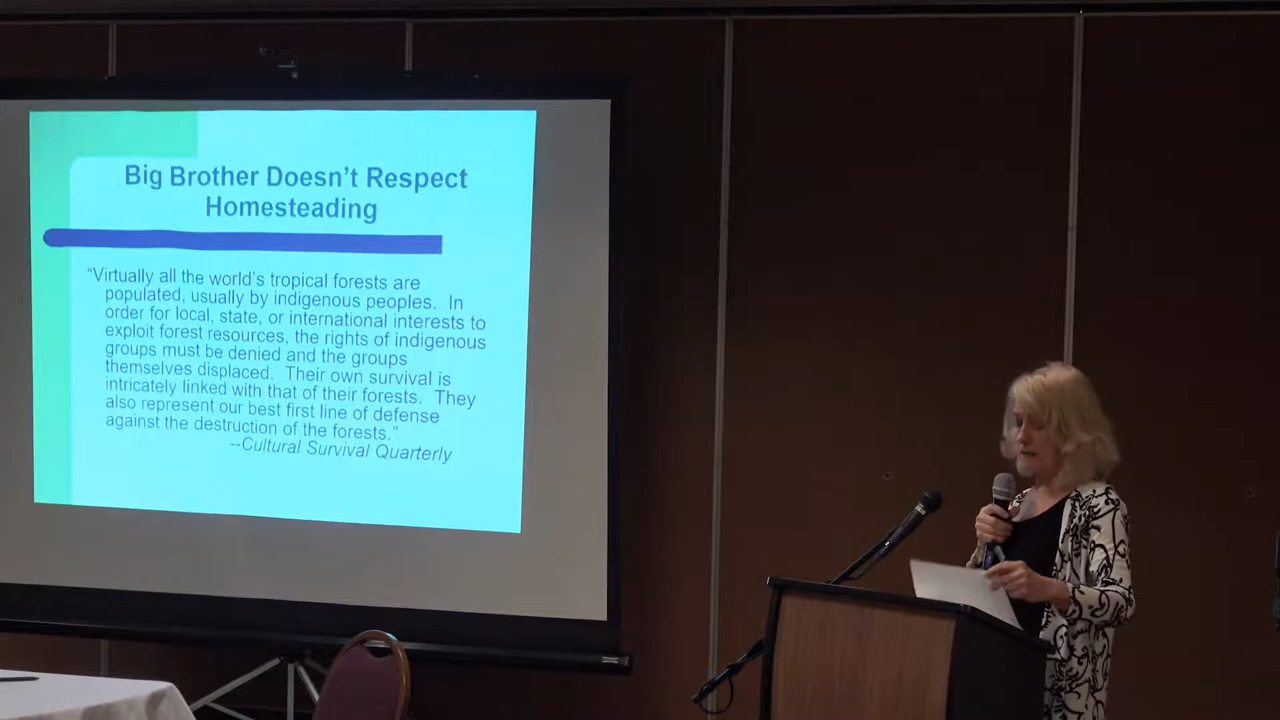 Big Brother Doesn't Respect
Homesteading
“Virtually all the world's tropical forests are
populated, usually by indigenous peoples. In
order for local, state, or international interests to
exploit forest resources, the rights of indigenous
groups must be denied and the groups
themselves displaced. Their own survival is
intricately linked with that of their forests. They
also represent our best first line of defense
against the destruction of the forests.”
--Cultural Survival Quarterly